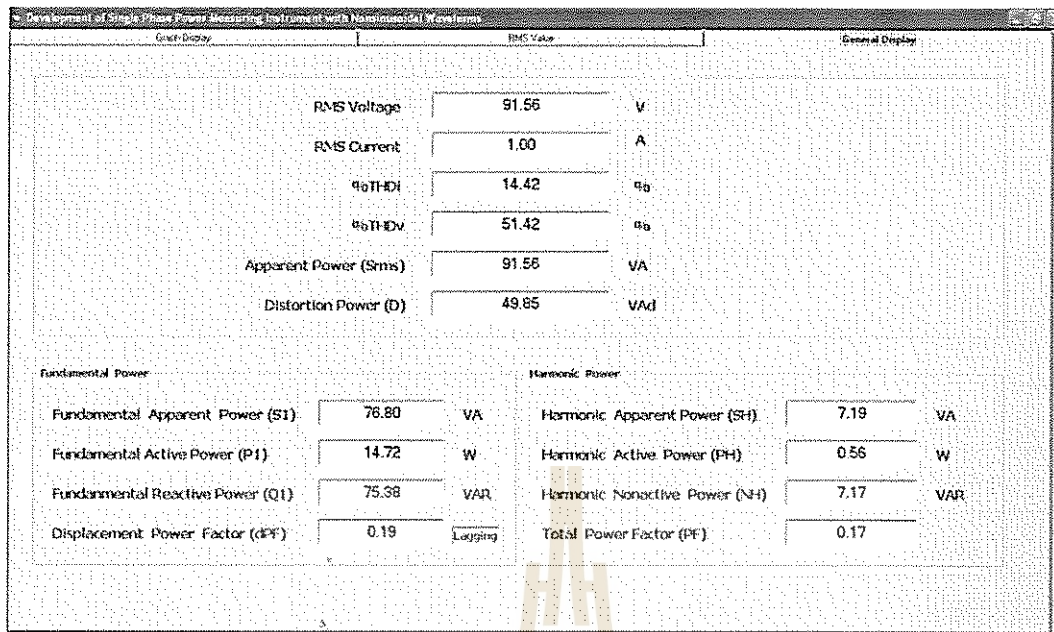 Development of Single Phase Power Measuring Instrument with Nonsinusoidal Waveforms
RMS Value
General Display
RMS Voltage 91.56 V
RMS Current 1.00 A
%THDi 14.42 %
%THDv 51.42 %
Apparent Power (Srms) 91.56 VA
Distortion Power (D) 49.85 VAd
Fundamental Power
Fundamental Apparent Power (S1) 76.80 VA
Fundamental Active Power (P1) 14.72 W
Fundanmental Reactive Power (Q1) 75.38 VAR
Displacement Power Factor (dPF) 0.19 Lagging
Harmonic Power
Harmonic Apparent Power (SH) 7.19 VA
Harmonic Active Power (PH) 0.56 W
Harmonic Nonactive Power (NH) 7.17 VAR
Total Power Factor (PF) 0.17